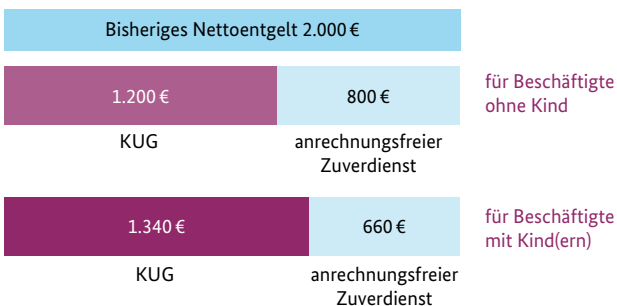 Bisheriges Nettoentgelt 2.000 €
1.200 €
800 €
für Beschäftigte
ohne Kind
KUG
anrechnungsfreier
Zuverdienst
1.340 €
660 €
für Beschäftigte
mit Kind(ern)
KUG
anrechnungsfreier
Zuverdienst